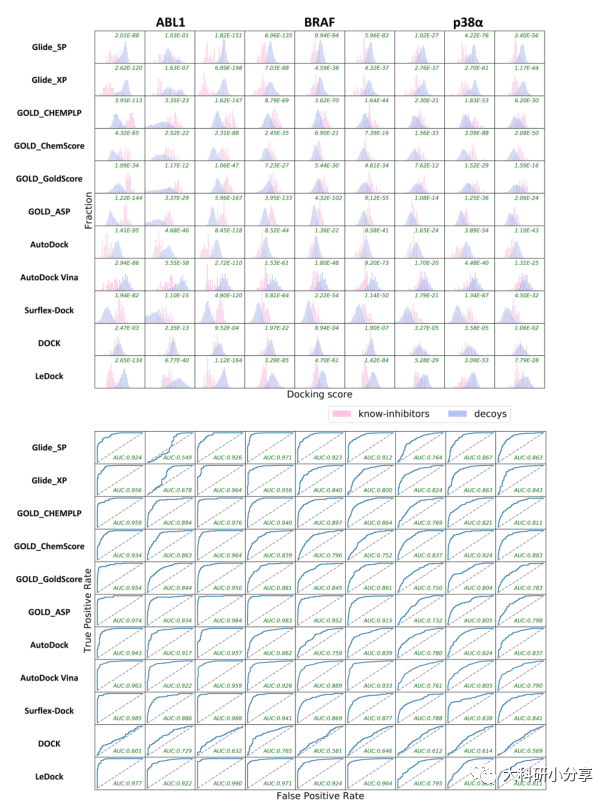 ABL1 BRAF p38α
Glide_SP 2.01E-88 1.03E-01 1.82E-151 6.96E-135 9.94E-94 5.96E-83 1.02E-27 4.22E-76 3.40E-56
Glide_XP 2.62E-120 1.63E-07 6.89E-198 7.03E-88 4.59E-38 4.32E-37 2.76E-37 2.70E-61 1.17E-44
GOLD_CHEMPLP 3.95E-113 3.35E-23 1.62E-147 8.79E-69 3.62E-70 1.64E-44 2.30E-21 1.83E-53 6.20E-30
GOLD_ChemScore 4.32E-65 2.52E-22 2.31E-88 2.45E-35 6.90E-21 7.39E-16 1.56E-33 3.09E-88 2.08E-50
GOLD_GoldScore 1.99E-34 1.17E-12 1.06E-47 7.23E-27 5.44E-30 4.61E-34 7.62E-12 1.52E-29 1.59E-16
GOLD_ASP 1.22E-144 3.37E-29 5.96E-167 3.95E-133 4.32E-102 9.12E-55 1.08E-14 1.25E-36 2.06E-24
AutoDock 1.41E-95 4.68E-46 8.45E-118 8.52E-44 1.36E-22 8.58E-41 1.65E-24 3.89E-54 1.10E-43
AutoDock Vina 2.94E-86 5.55E-58 2.72E-110 1.53E-61 1.80E-48 9.20E-73 1.70E-20 4.48E-40 1.31E-25
Surflex-Dock 1.94E-82 1.10E-15 4.90E-120 5.81E-64 2.22E-34 1.14E-50 1.79E-21 1.34E-67 4.50E-32
DOCK 2.47E-03 2.35E-13 9.52E-04 1.97E-22 8.94E-04 1.90E-07 3.27E-05 3.58E-05 1.06E-02
LeDock 2.65E-134 6.77E-40 1.12E-164 3.29E-85 4.70E-61 1.42E-84 5.28E-29 3.09E-53 7.79E-28
Fraction
Docking score
know-inhibitors decoys
Glide_SP AUC:0.924 AUC:0.549 AUC:0.926 AUC:0.971 AUC:0.923 AUC:0.912 AUC:0.764 AUC:0.867 AUC:0.863
Glide_XP AUC:0.956 AUC:0.678 AUC:0.964 AUC:0.956 AUC:0.840 AUC:0.800 AUC:0.824 AUC:0.863 AUC:0.843
GOLD_CHEMPLP AUC:0.959 AUC:0.894 AUC:0.976 AUC:0.940 AUC:0.897 AUC:0.864 AUC:0.769 AUC:0.821 AUC:0.811
GOLD_ChemScore AUC:0.934 AUC:0.863 AUC:0.964 AUC:0.839 AUC:0.796 AUC:0.752 AUC:0.837 AUC:0.924 AUC:0.883
GOLD_GoldScore AUC:0.954 AUC:0.844 AUC:0.950 AUC:0.881 AUC:0.845 AUC:0.861 AUC:0.750 AUC:0.804 AUC:0.783
GOLD_ASP AUC:0.974 AUC:0.934 AUC:0.984 AUC:0.983 AUC:0.952 AUC:0.915 AUC:0.732 AUC:0.805 AUC:0.798
AutoDock AUC:0.943 AUC:0.917 AUC:0.957 AUC:0.862 AUC:0.759 AUC:0.839 AUC:0.780 AUC:0.824 AUC:0.837
AutoDock Vina AUC:0.963 AUC:0.922 AUC:0.959 AUC:0.926 AUC:0.889 AUC:0.933 AUC:0.761 AUC:0.805 AUC:0.790
Surflex-Dock AUC:0.985 AUC:0.886 AUC:0.988 AUC:0.941 AUC:0.869 AUC:0.877 AUC:0.788 AUC:0.838 AUC:0.841
DOCK AUC:0.601 AUC:0.729 AUC:0.632 AUC:0.765 AUC:0.581 AUC:0.646 AUC:0.612 AUC:0.614 AUC:0.569
LeDock AUC:0.977 AUC:0.922 AUC:0.990 AUC:0.971 AUC:0.924 AUC:0.964 AUC:0.795
True Positive Rate
False Positive Rate
大科研小分享